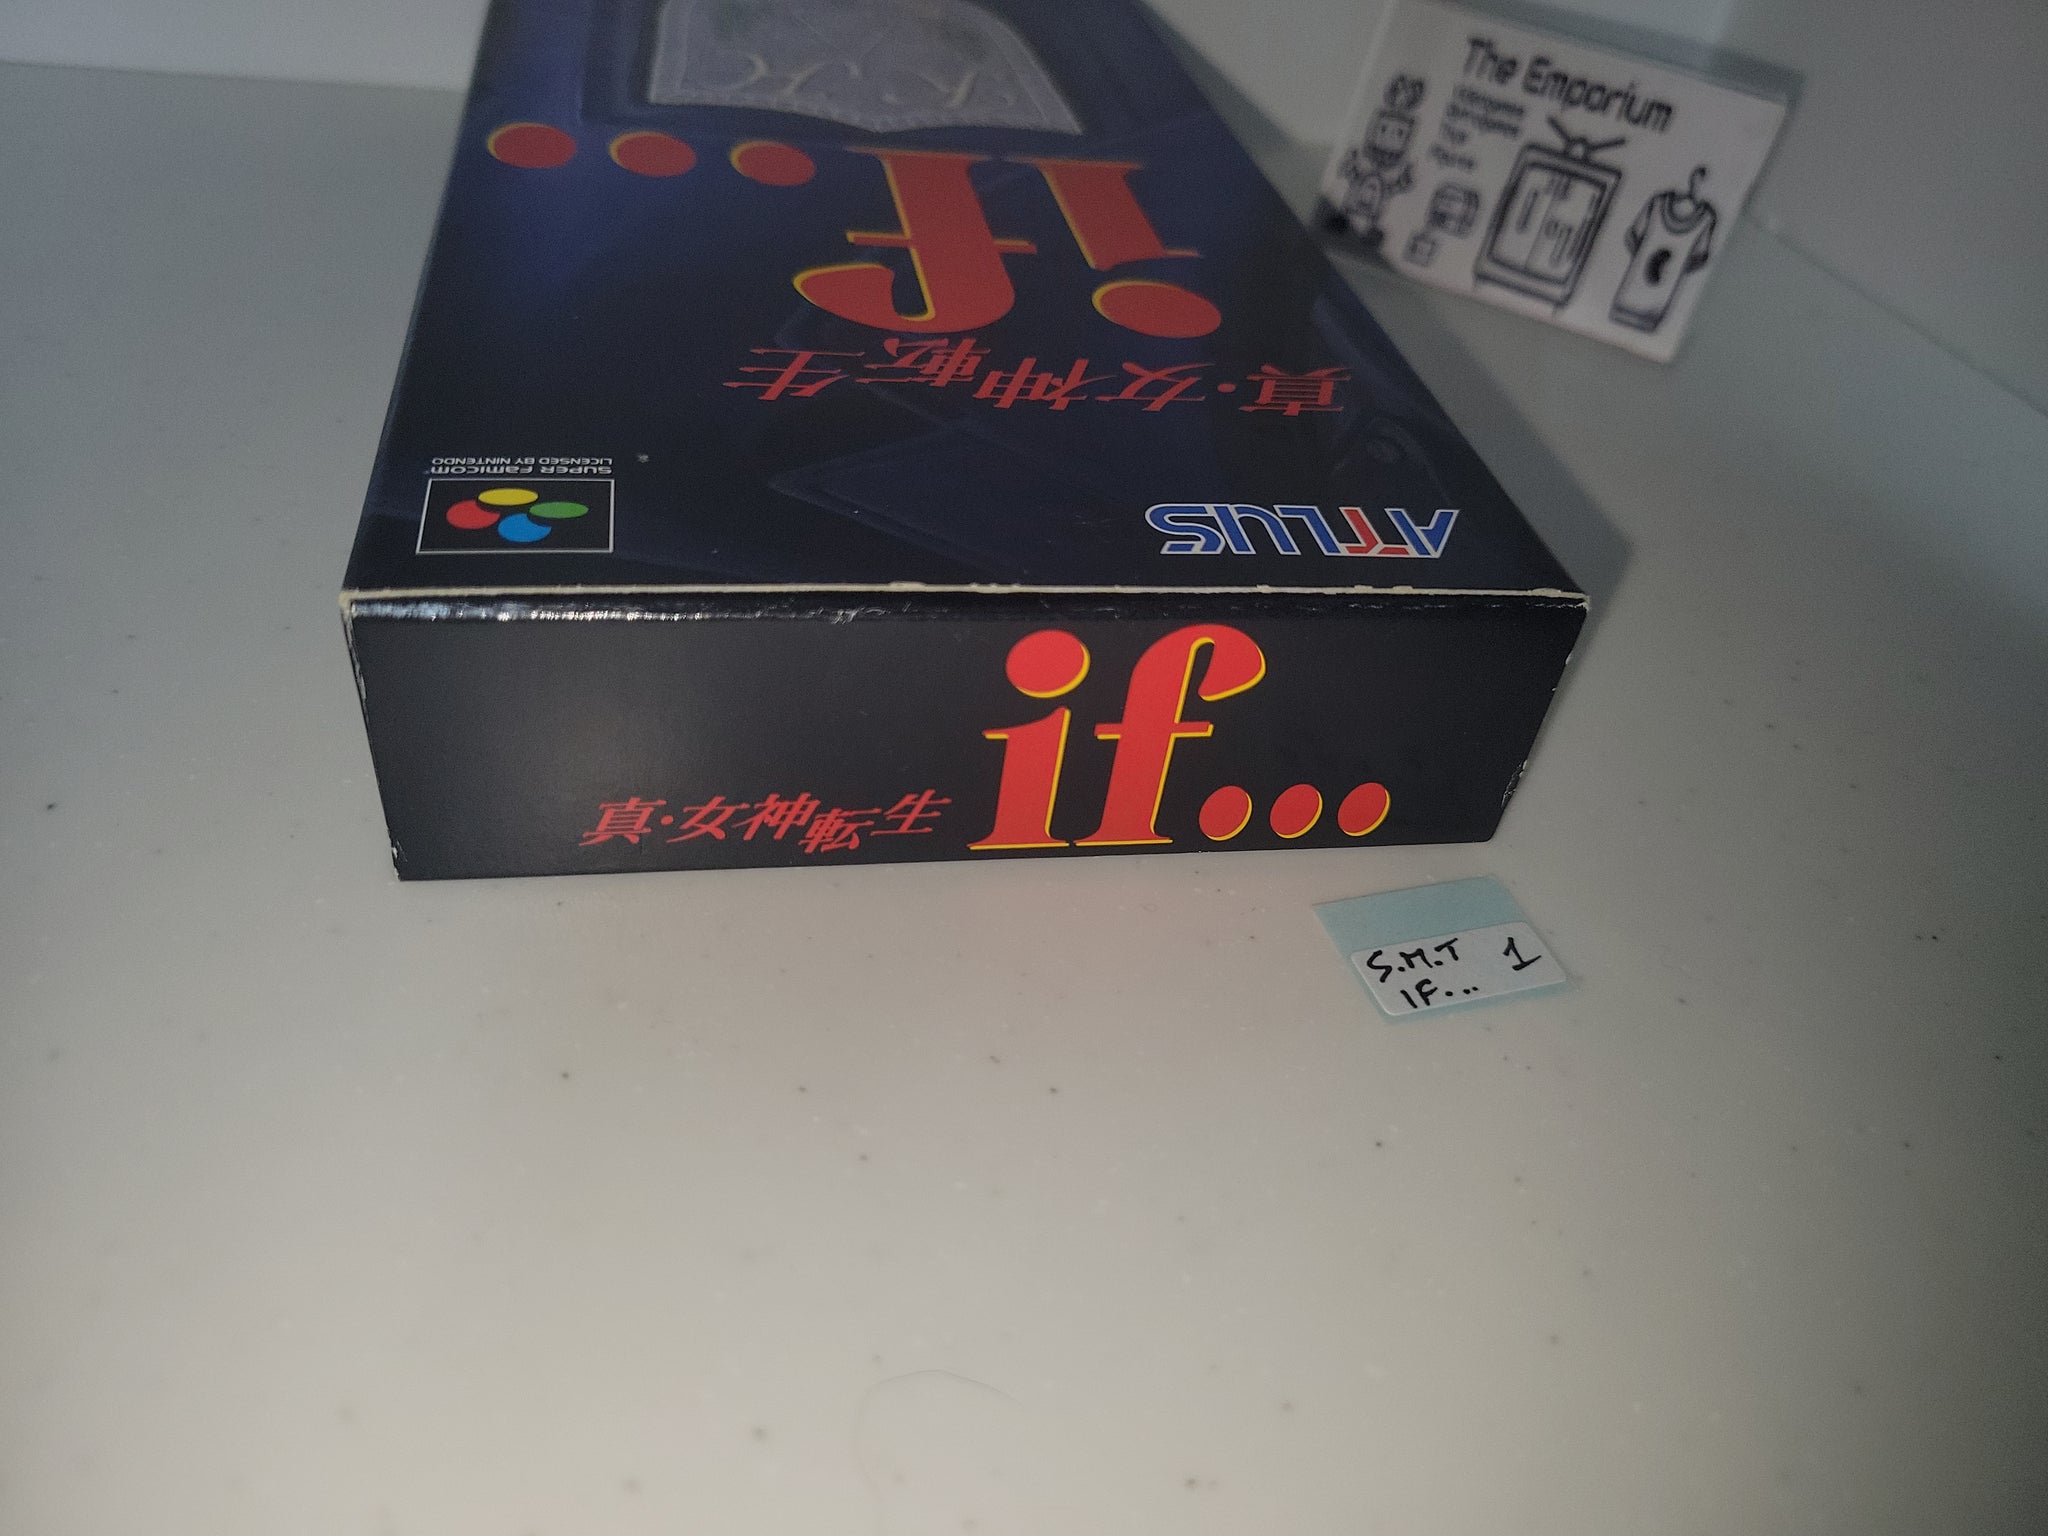 The Emporium
if...
真・女神転生
SUPER FAMICOM™
LICENSED BY NINTENDO
ATLUS
真・女神転生 if...
S.M.T 1
IF...